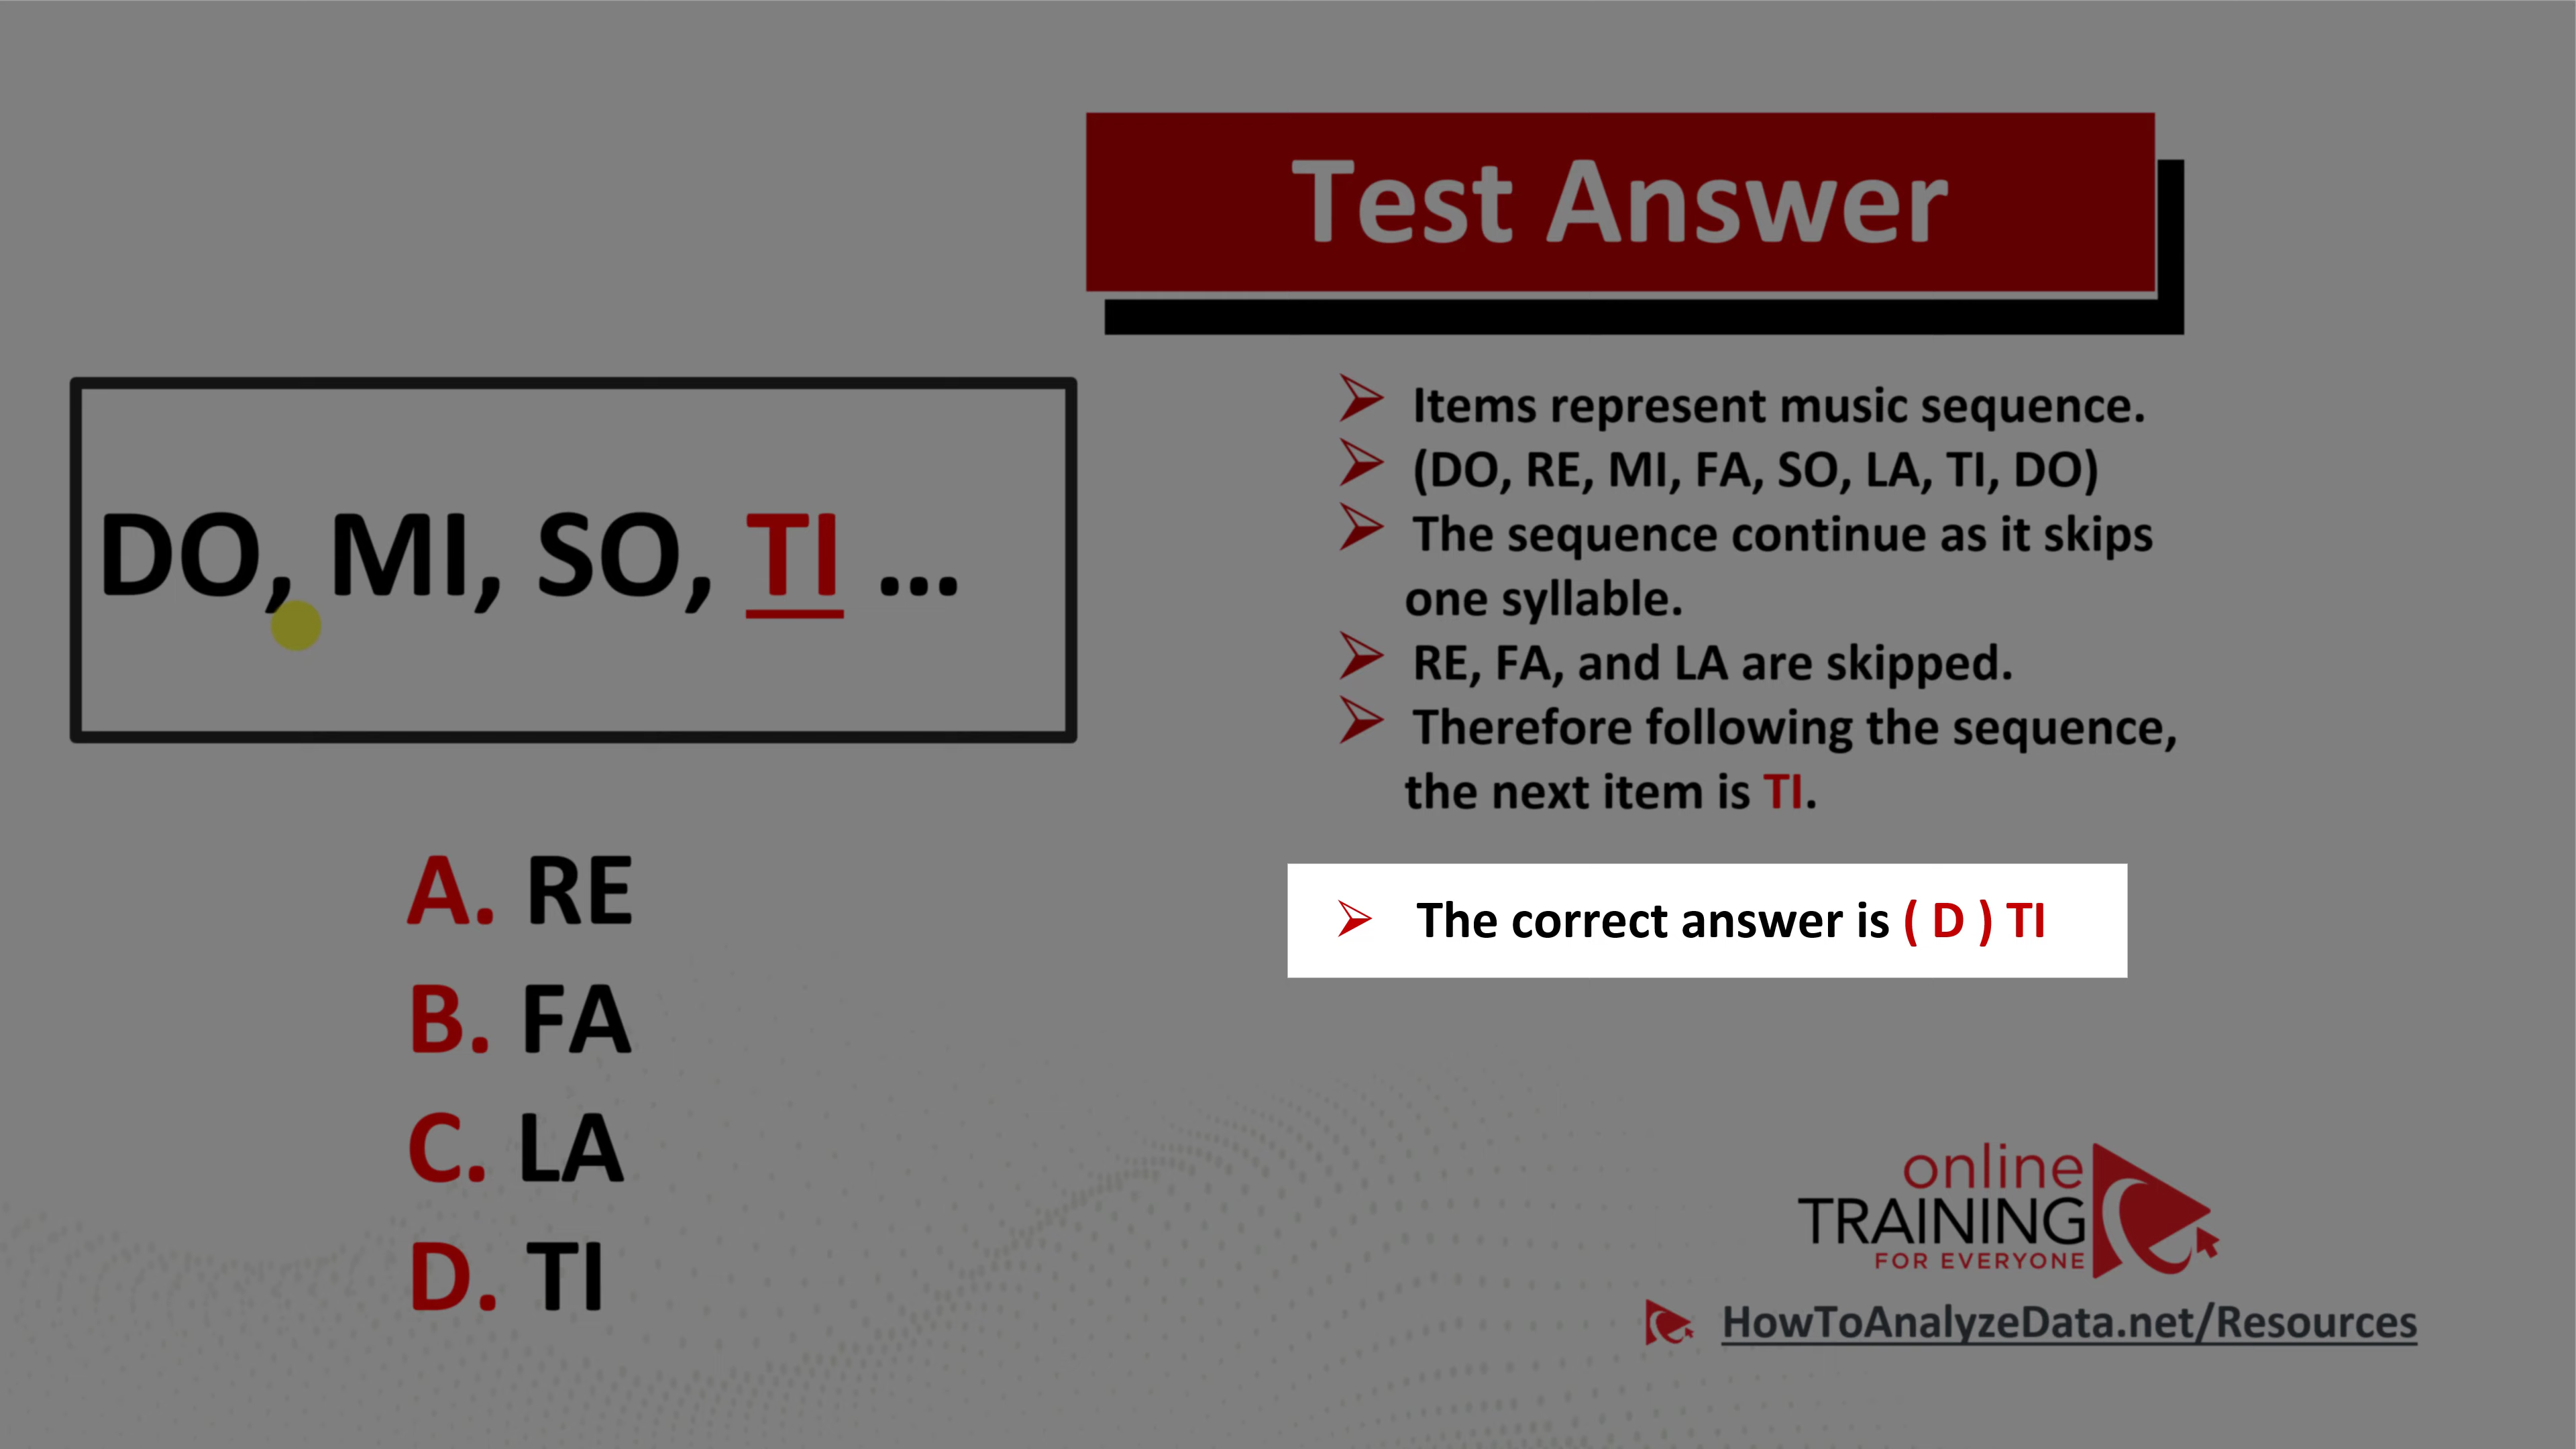 Test Answer
DO, MI, SO, TI ...
A. RE
B. FA
C. LA
D. TI
➢ Items represent music sequence.
➢ (DO, RE, MI, FA, SO, LA, TI, DO)
➢ The sequence continue as it skips
one syllable.
➢ RE, FA, and LA are skipped.
➢ Therefore following the sequence,
the next item is TI.
➢ The correct answer is ( D ) TI
online
TRAINING
FOR EVERYONE
HowToAnalyzeData.net/Resources